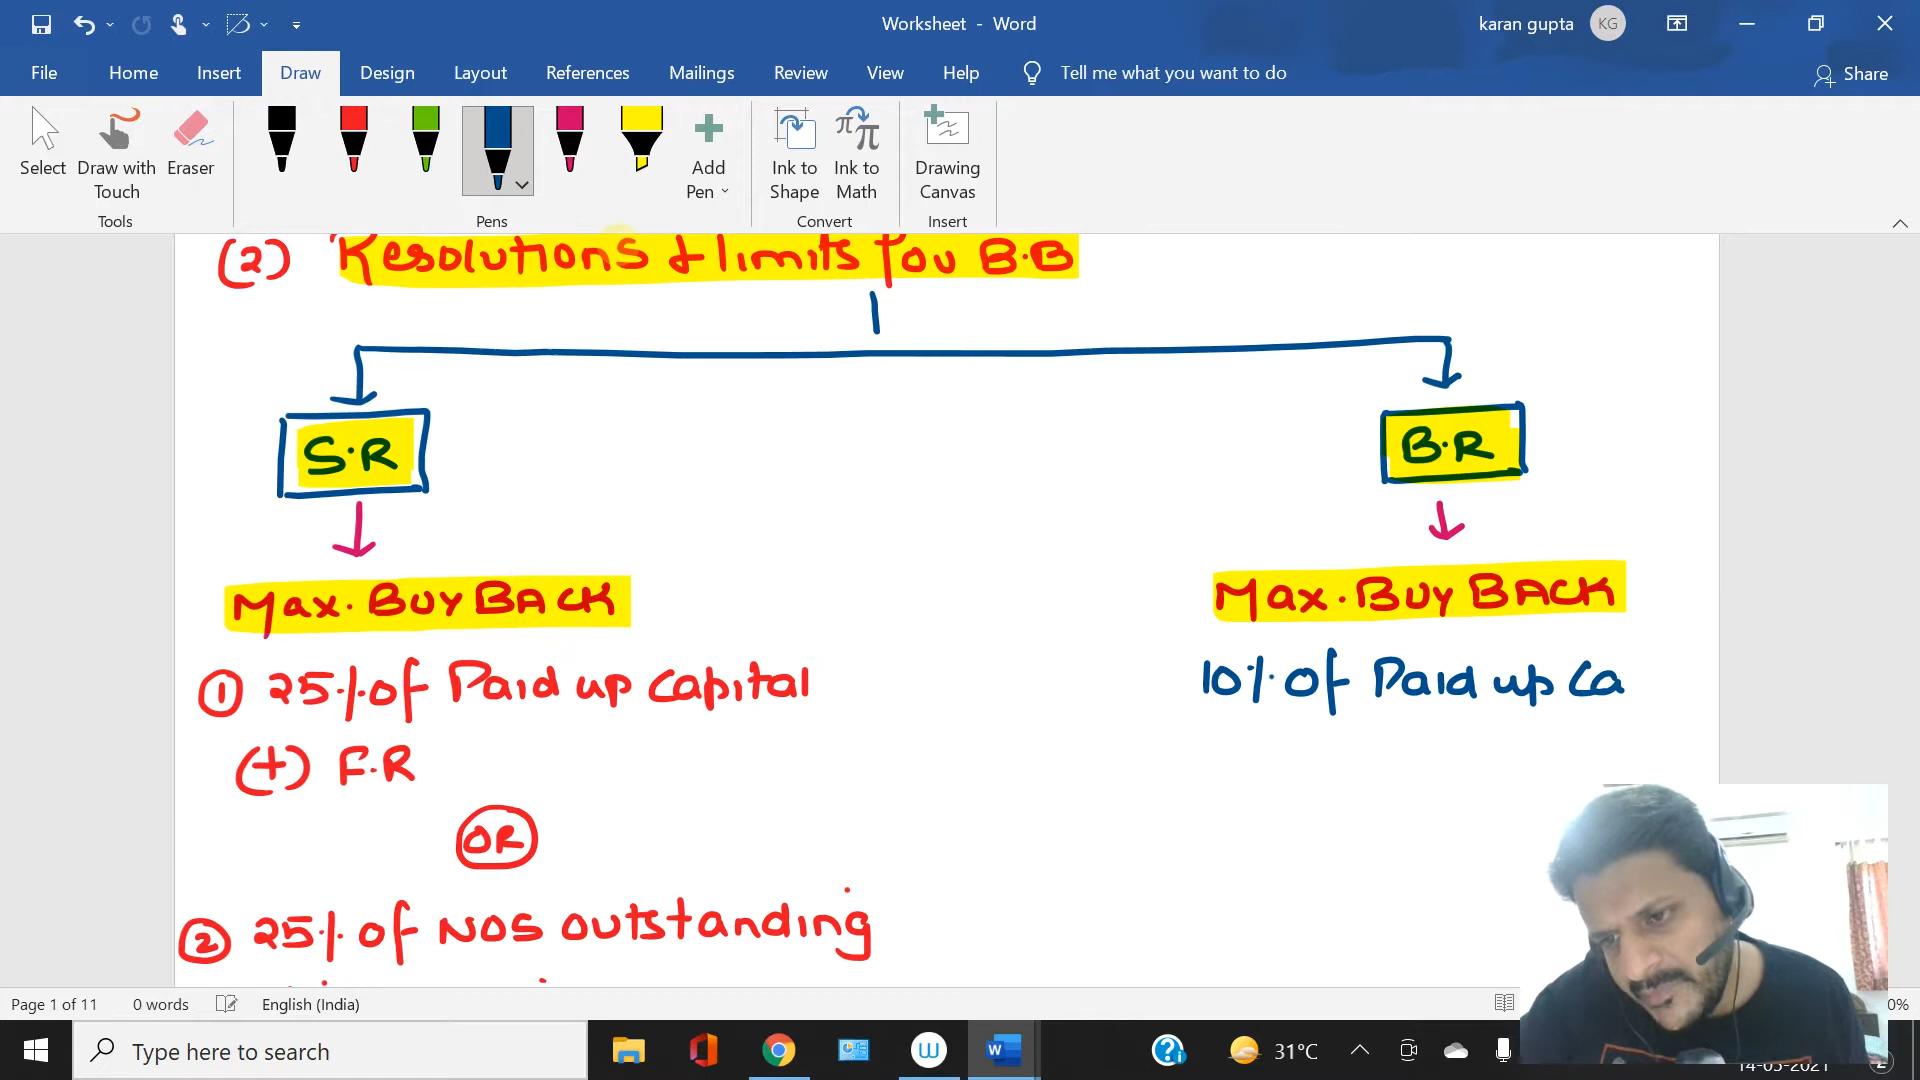 Worksheet - Word
karan gupta KG
File Home Insert Draw Design Layout References Mailings Review View Help Tell me what you want to do Share
Select Draw with Touch Eraser Add Pen Ink to Shape Ink to Math Drawing Canvas
Tools Pens Convert Insert
(2) Resolutions & limits for B.B
S.R B.R
Max. BUY BACK Max. BUY BACK
① 25% of Paid up capital 10% of Paid up Ca
(+) F.R
OR
② 25% of NOS outstanding
Page 1 of 11 0 words English (India) 0%
Type here to search 31°C